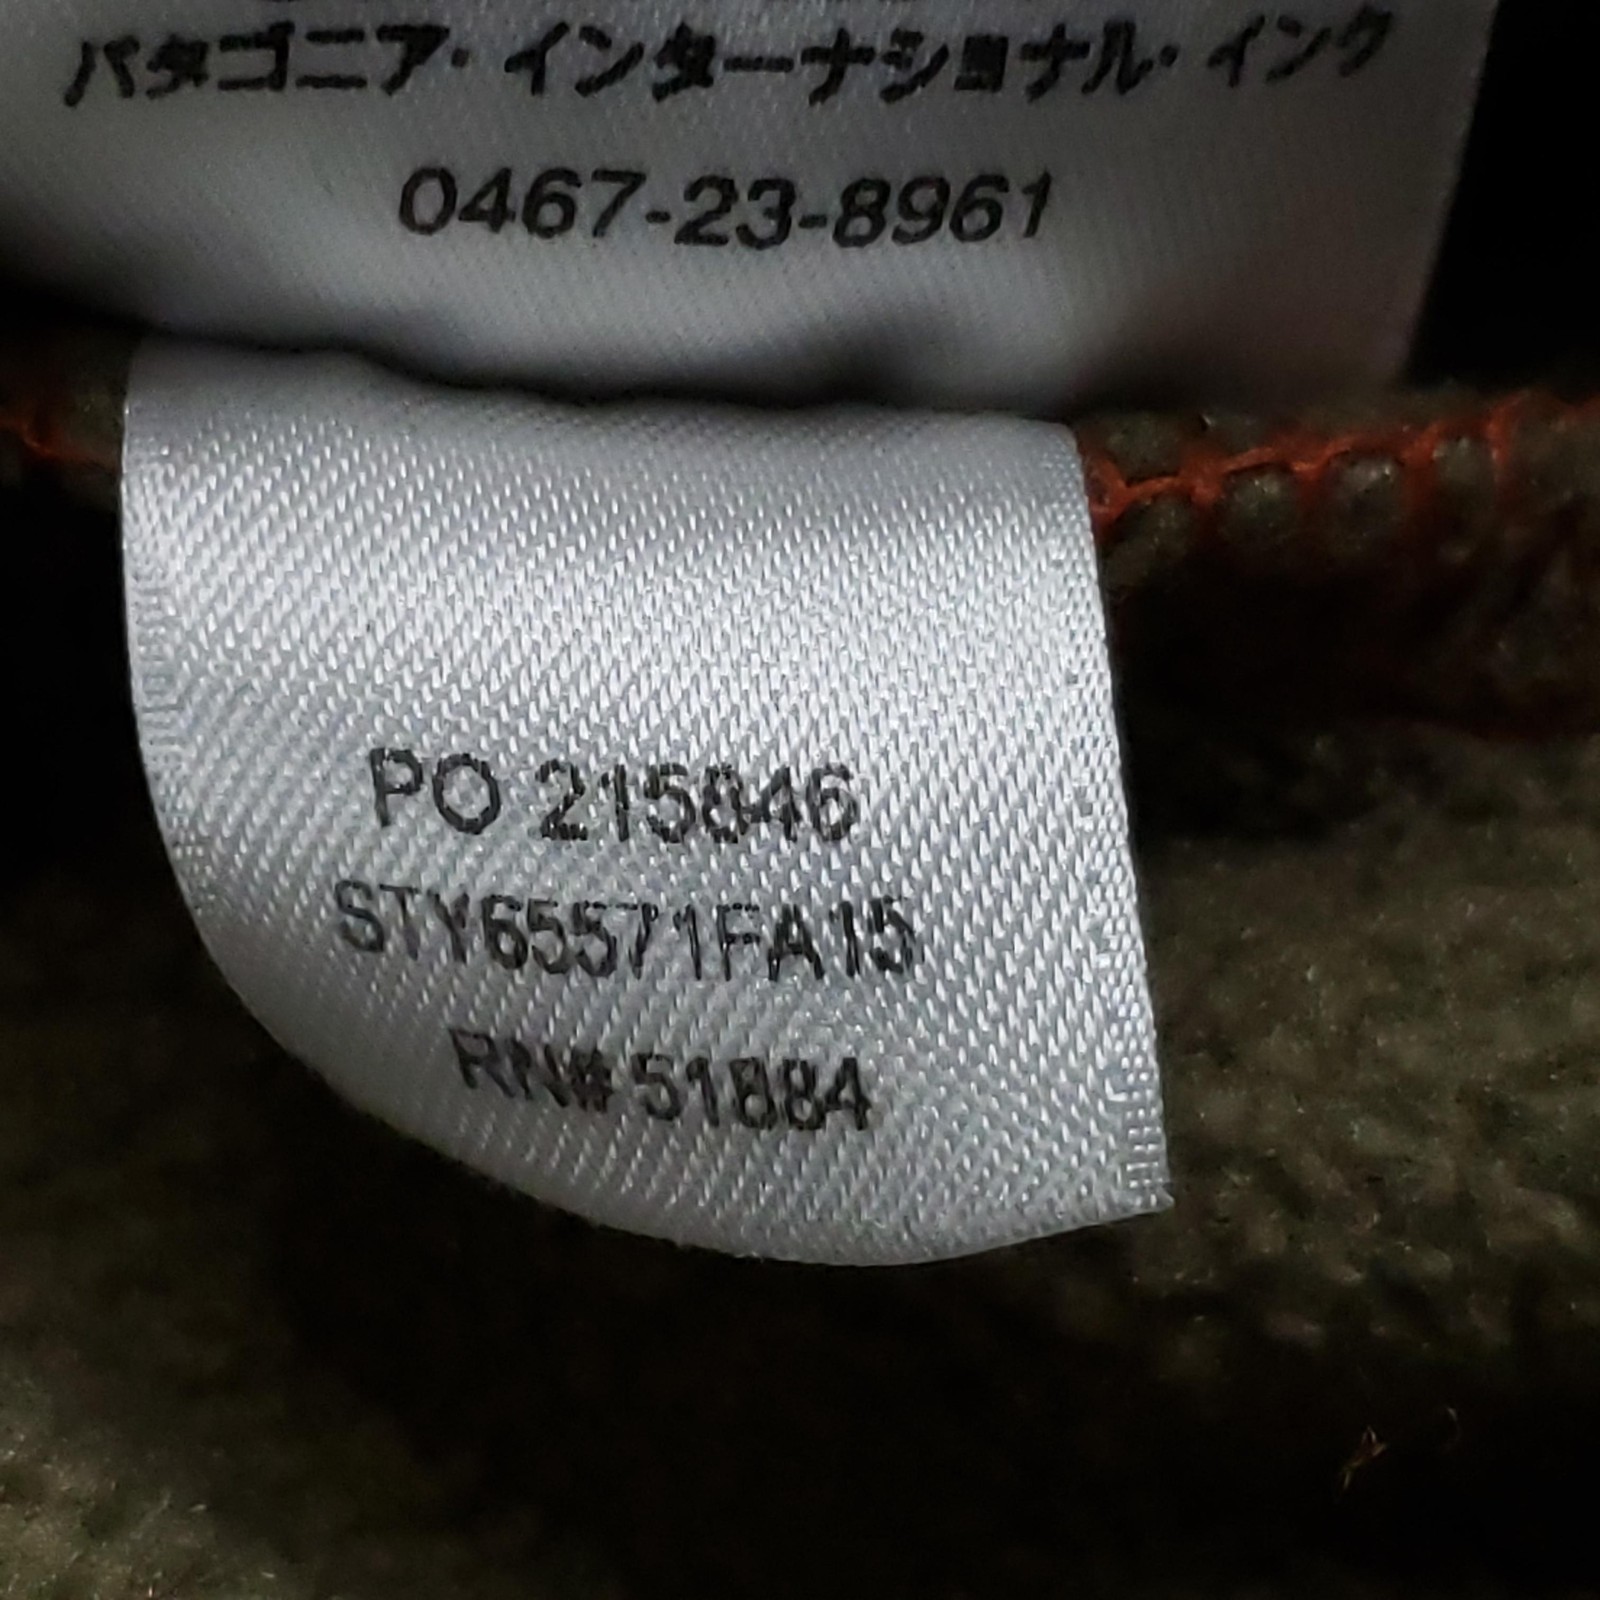 パタゴニア・インターナショナル・インク
0467-23-8961
PO 215846
STY65571FA15
RN# 51884